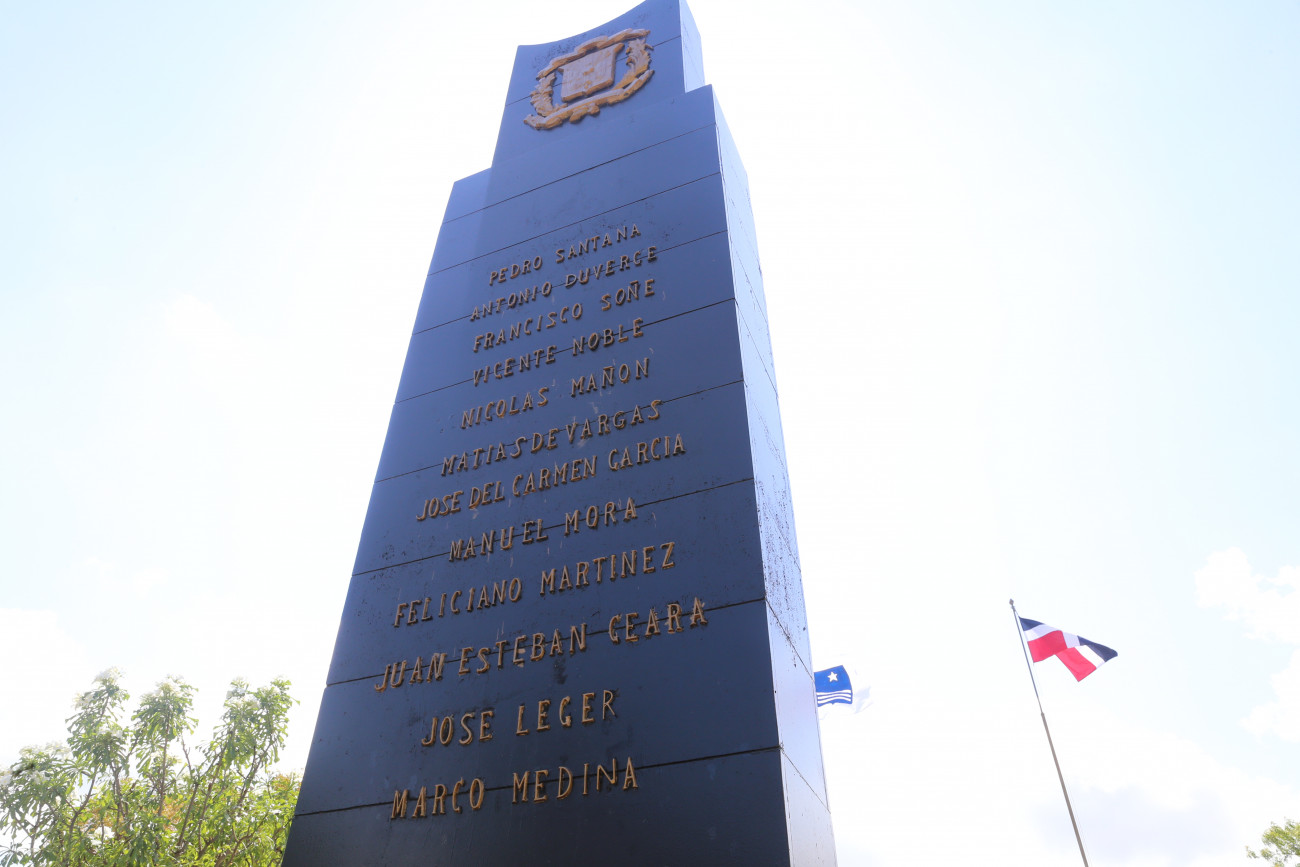 PEDRO SANTANA
ANTONIO DUVERGE
FRANCISCO SOÑE
VICENTE NOBLE
NICOLAS MAÑON
MATIAS DE VARGAS
JOSE DEL CARMEN GARCIA
MANUEL MORA
FELICIANO MARTINEZ
JUAN ESTEBAN CEARA
JOSE LEGER
MARCO MEDINA